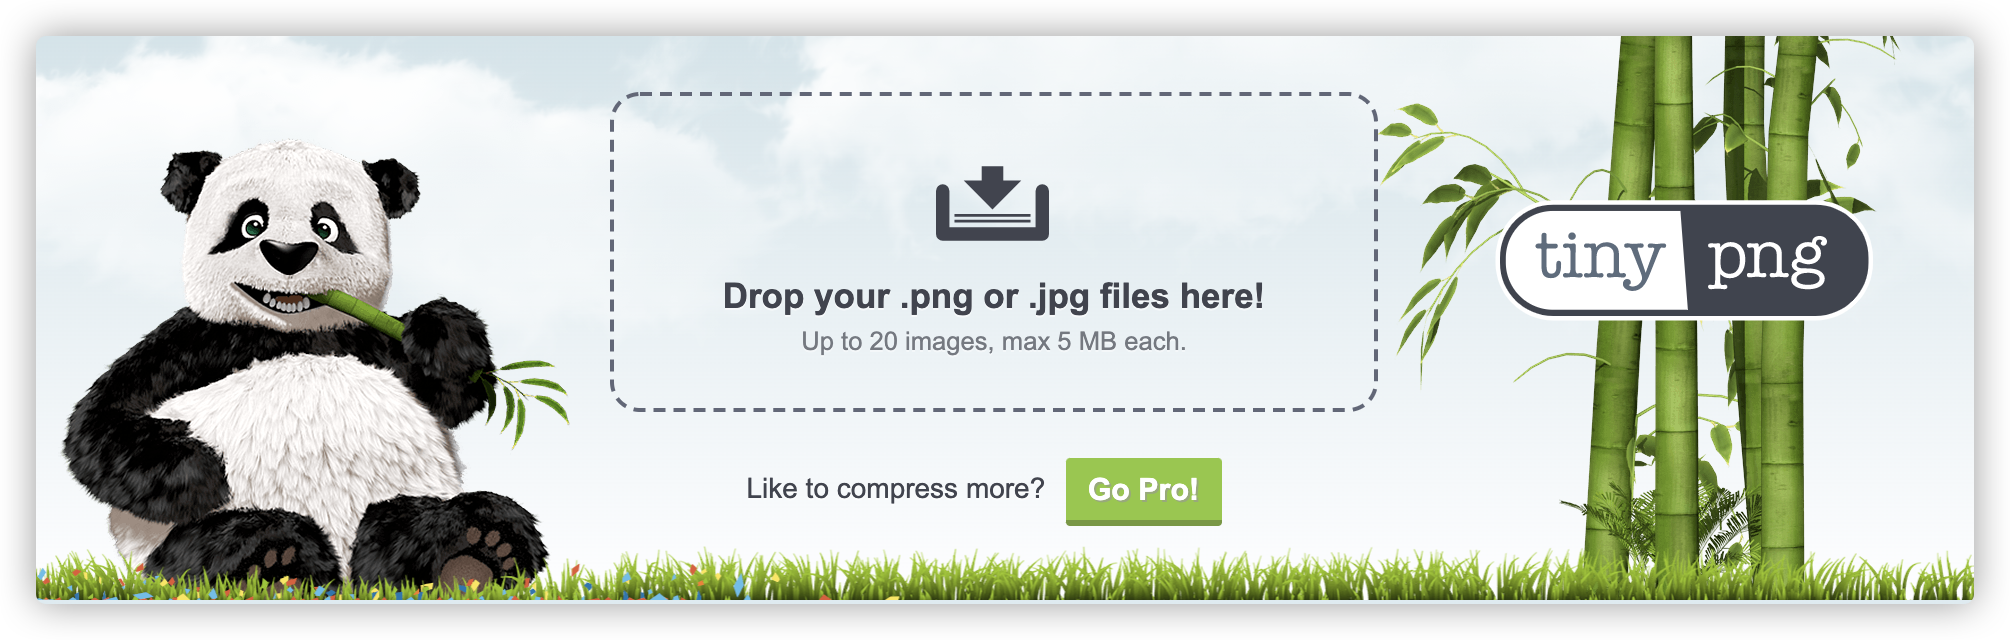 Drop your .png or .jpg files here!
Up to 20 images, max 5 MB each.
tiny png
Like to compress more? Go Pro!